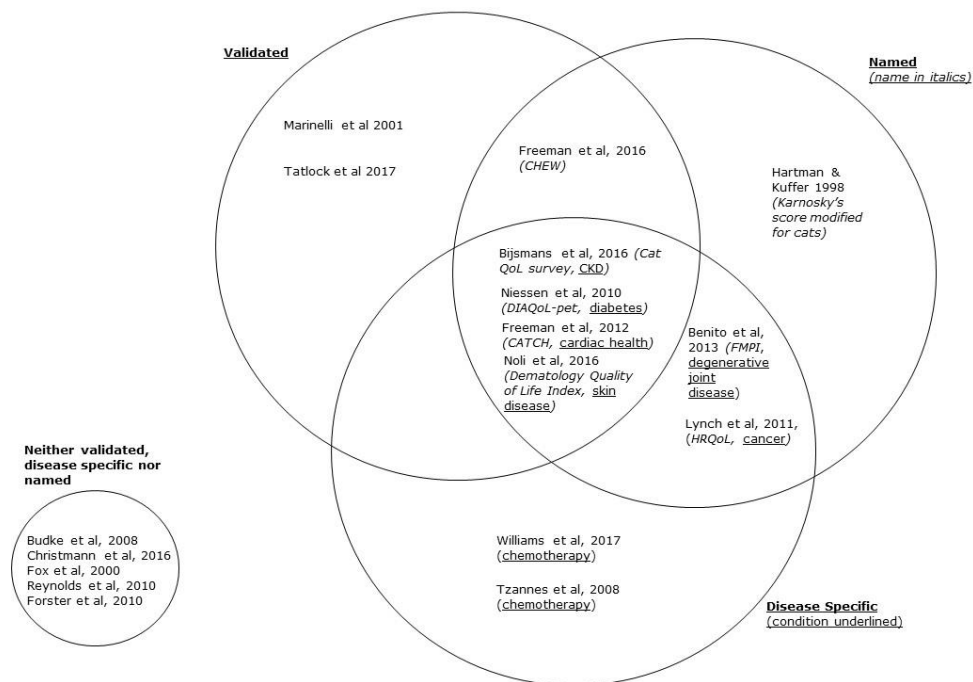 Validated
Named
(name in italics)
Marinelli et al 2001
Tatlock et al 2017
Freeman et al, 2016
(CHEW)
Hartman &
Kuffer 1998
(Karnosky's
score modified
for cats)
Bijsmans et al, 2016 (Cat
QoL survey, CKD)
Niessen et al, 2010
(DIAQoL-pet, diabetes)
Freeman et al, 2012
(CATCH, cardiac health)
Noli et al, 2016
(Dematology Quality
of Life Index, skin
disease)
Benito et al,
2013 (FMPI,
degenerative
joint
disease)
Lynch et al, 2011,
(HRQoL, cancer)
Neither validated,
disease specific nor
named
Budke et al, 2008
Christmann et al, 2016
Fox et al, 2000
Reynolds et al, 2010
Forster et al, 2010
Williams et al, 2017
(chemotherapy)
Tzannes et al, 2008
(chemotherapy)
Disease Specific
(condition underlined)